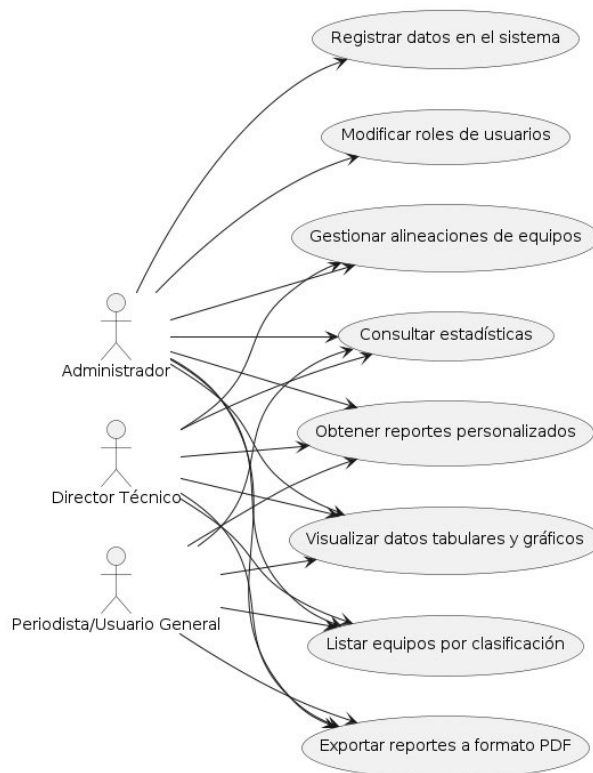 Registrar datos en el sistema
Modificar roles de usuarios
Gestionar alineaciones de equipos
Consultar estadísticas
Administrador
Obtener reportes personalizados
Director Técnico
Visualizar datos tabulares y gráficos
Periodista/Usuario General
Listar equipos por clasificación
Exportar reportes a formato PDF